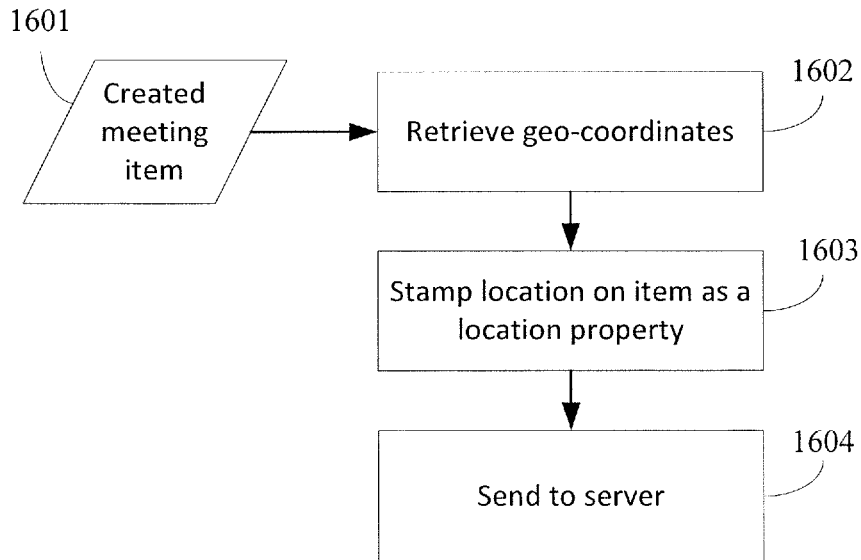 1601
Created
meeting
item
1602
Retrieve geo-coordinates
1603
Stamp location on item as a
location property
1604
Send to server